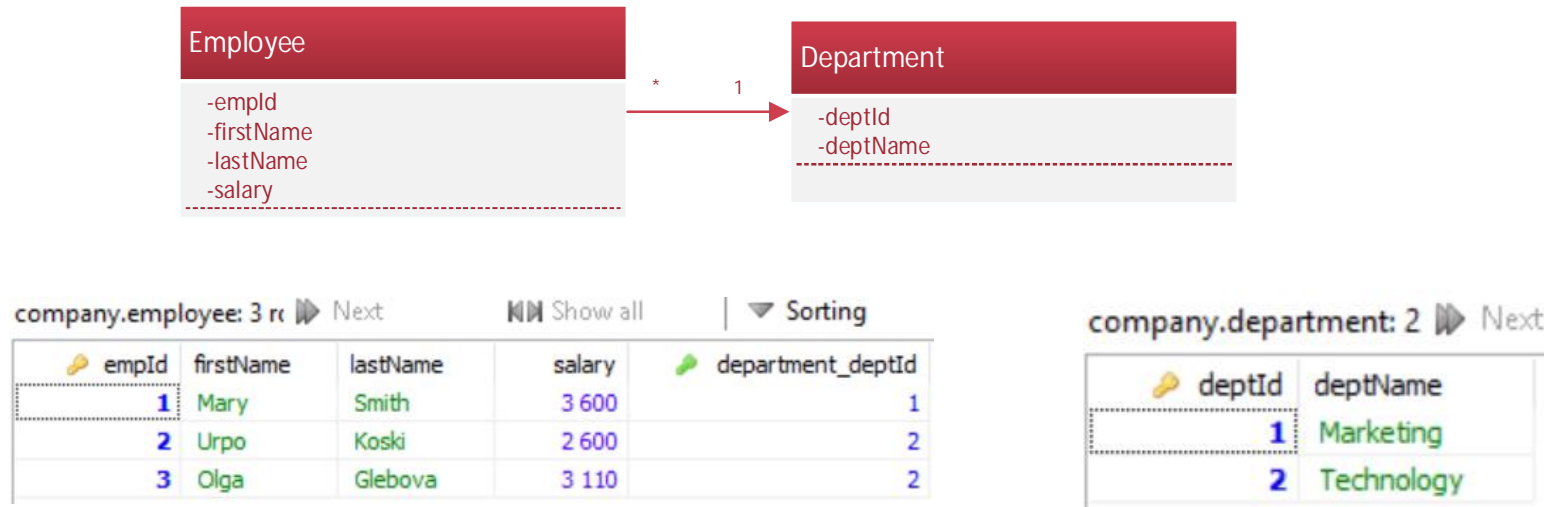 Employee
-empId
-firstName
-lastName
-salary
* 1
Department
-deptId
-deptName
company.employee: 3 rc Next Show all Sorting
empId firstName lastName salary department_deptId
1 Mary Smith 3 600 1
2 Urpo Koski 2 600 2
3 Olga Glebova 3 110 2
company.department: 2 Next
deptId deptName
1 Marketing
2 Technology